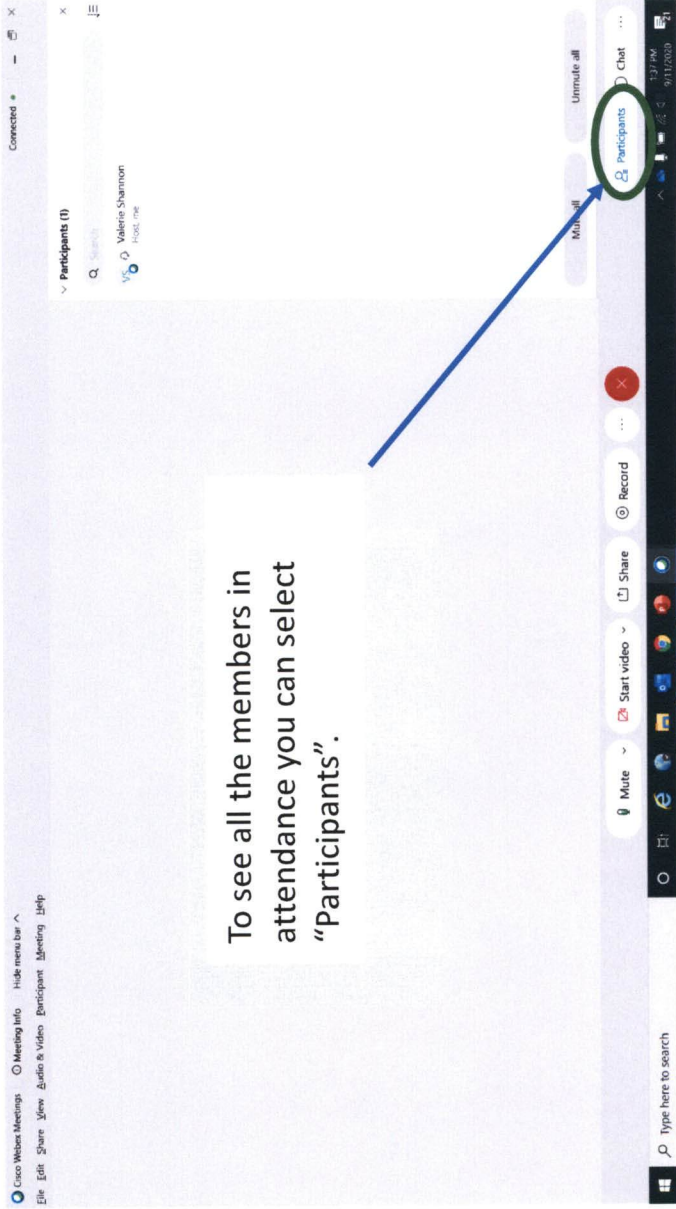 Cisco Webex Meetings Meeting Info Hide menu bar Connected
File Edit Share View Audio & Video Participant Meeting Help
Participants (1)
Search
VS Valerie Shannon
Host, me
To see all the members in
attendance you can select
“Participants”.
Mute all Unmute all
Mute Start video Share Record Participants Chat
Type here to search
1:37 PM
9/11/2020
21